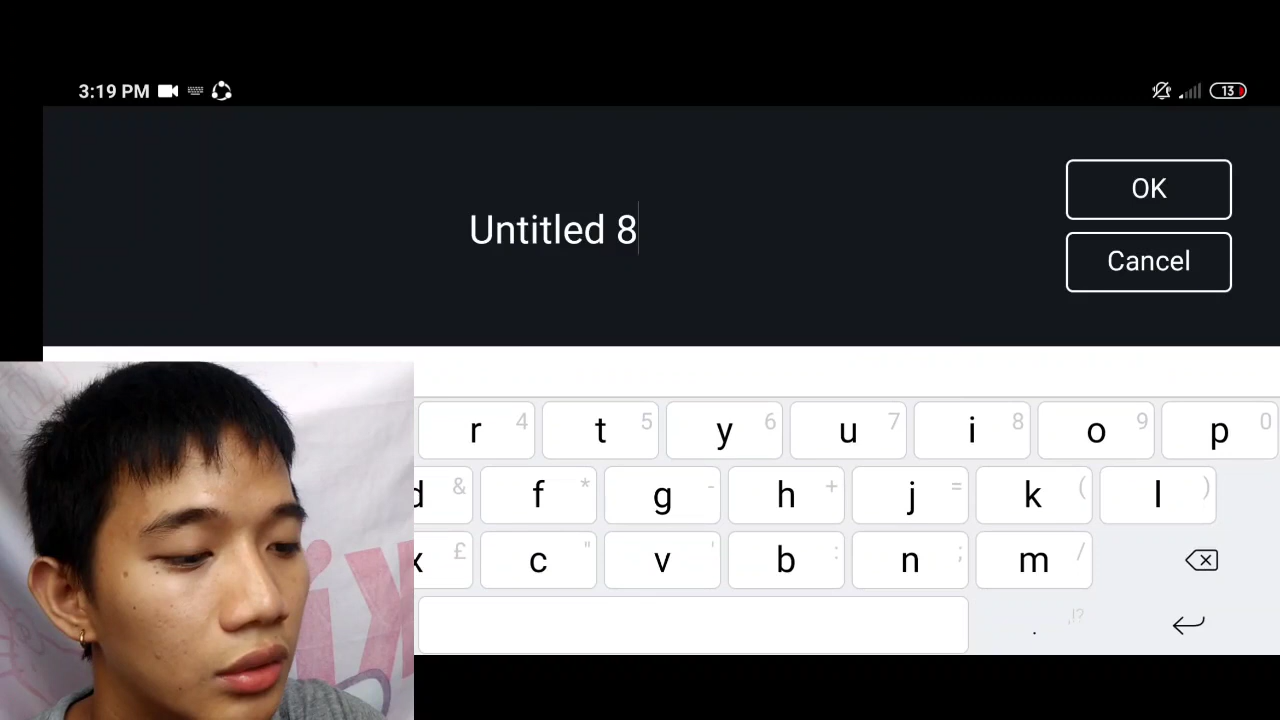 3:19 PM
13
Untitled 8
OK
Cancel
r 4 t 5 y 6 u 7 i 8 o 9 p 0
d & f * g - h + j = k ( l )
x £ c " v ' b : n ; m /
. ,!?